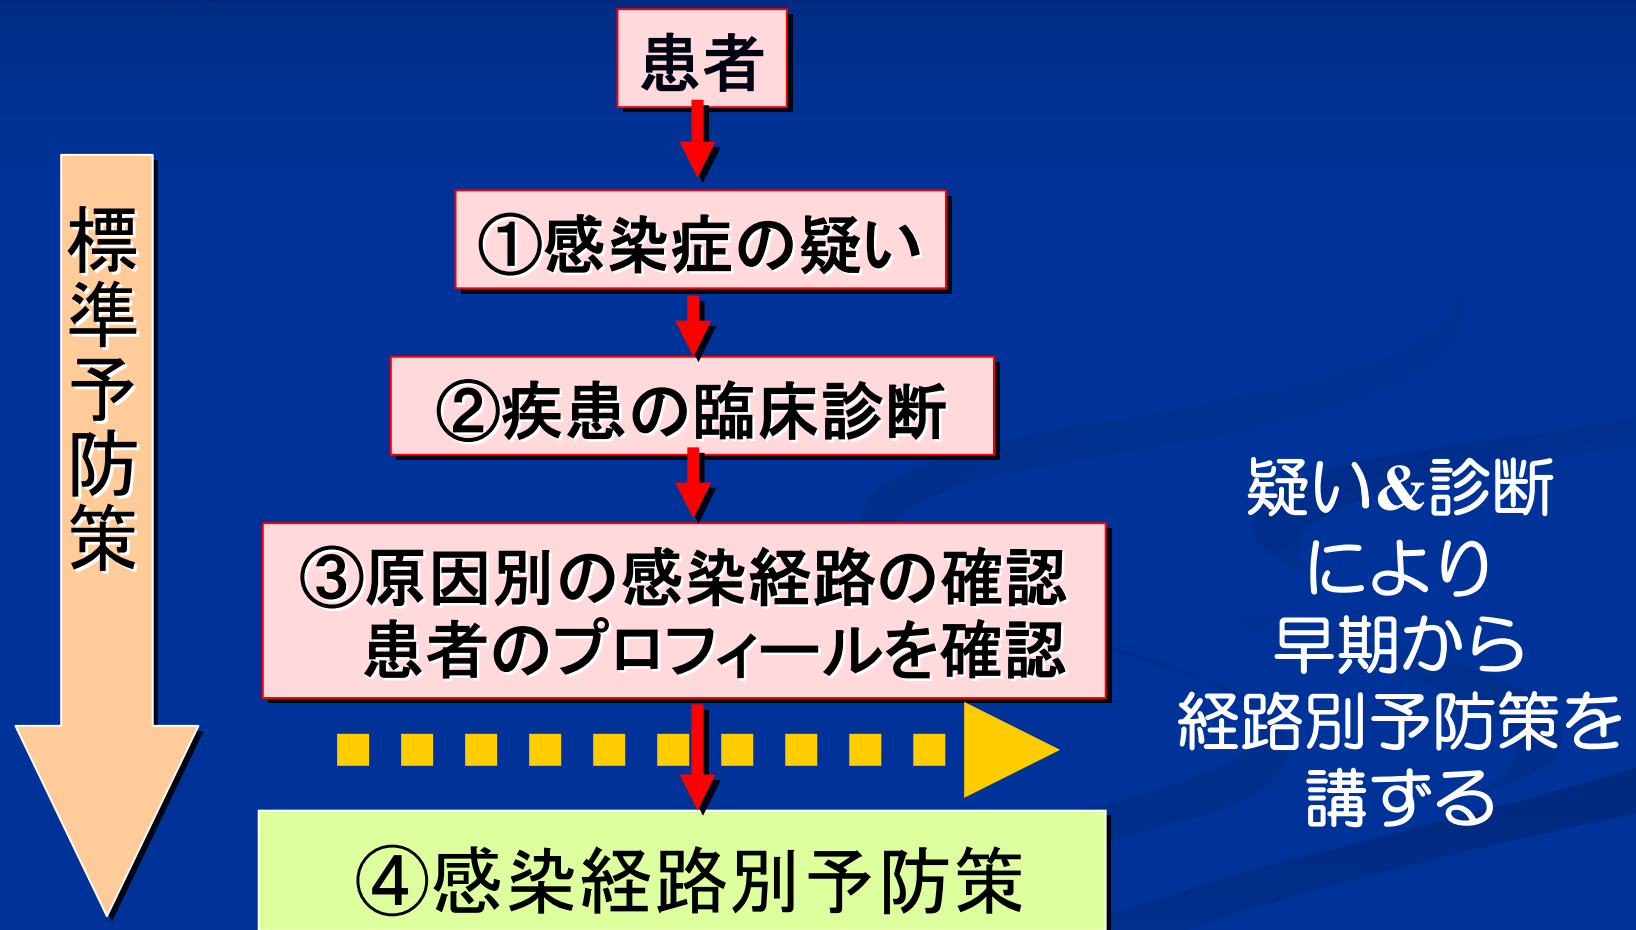 患者
標準予防策
①感染症の疑い
②疾患の臨床診断
③原因別の感染経路の確認
患者のプロフィールを確認
疑い&診断
により
早期から
経路別予防策を
講ずる
④感染経路別予防策